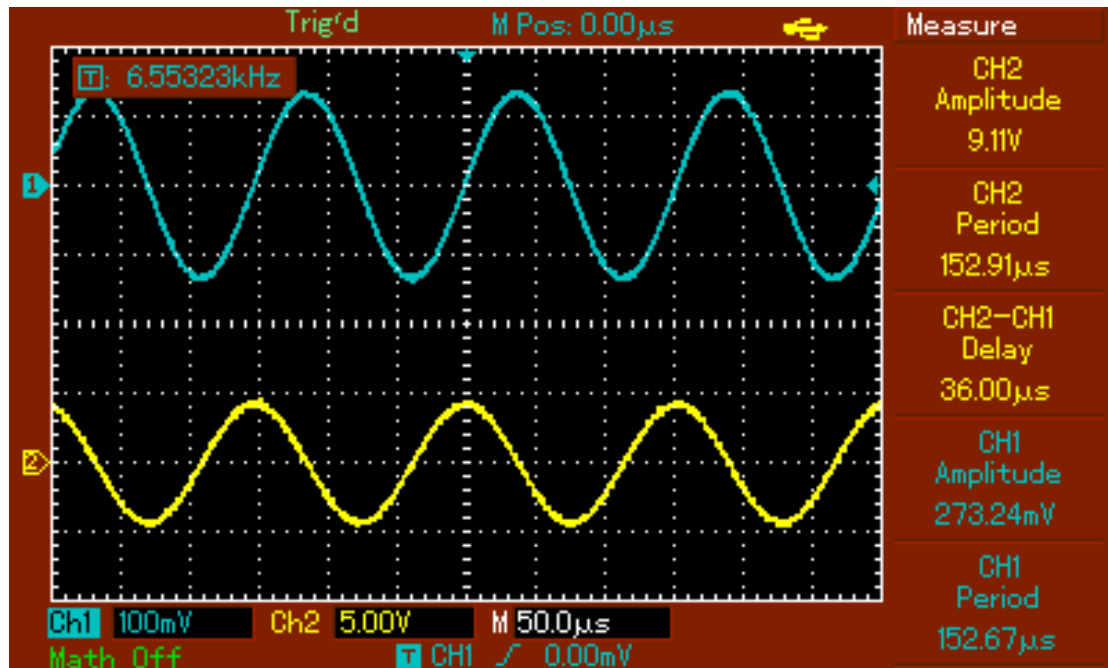 Trig'd M Pos: 0.00μs Measure
T: 6.55323kHz
CH2
Amplitude
9.11V
1
CH2
Period
152.91μs
CH2-CH1
Delay
36.00μs
2
CH1
Amplitude
273.24mV
CH1
Period
152.67μs
Ch1 100mV Ch2 5.00V M 50.0μs
Math Off T CH1 0.00mV